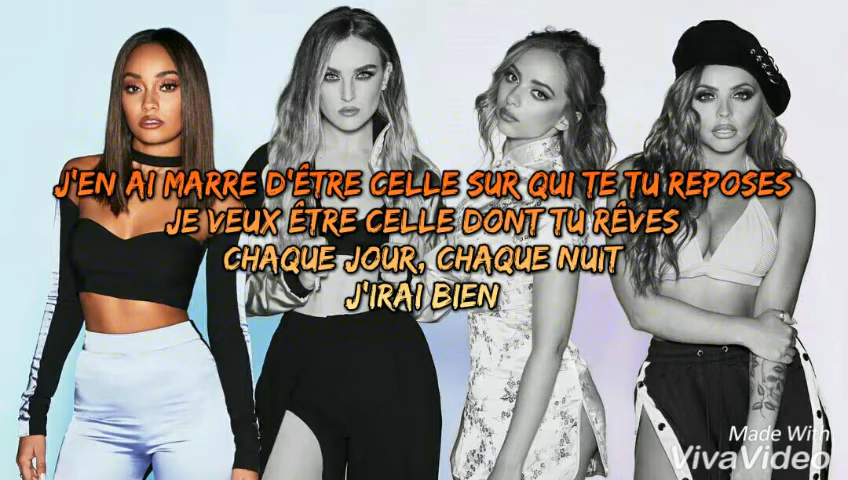 J'EN AI MARRE D'ÊTRE CELLE SUR QUI TE TU REPOSES
JE VEUX ÊTRE CELLE DONT TU RÊVES
CHAQUE JOUR, CHAQUE NUIT
J'IRAI BIEN
Made With
VivaVideo